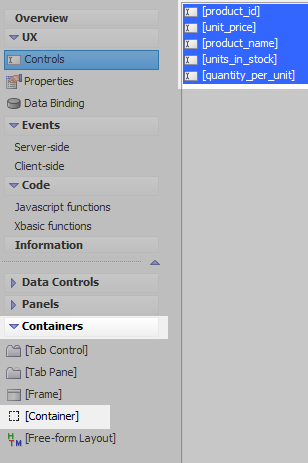 Overview
UX
Controls
Properties
Data Binding
Events
Server-side
Client-side
Code
Javascript functions
Xbasic functions
Information
Data Controls
Panels
Containers
[Tab Control]
[Tab Pane]
[Frame]
[Container]
HTM
[Free-form Layout]
[product_id]
[unit_price]
[product_name]
[units_in_stock]
[quantity_per_unit]